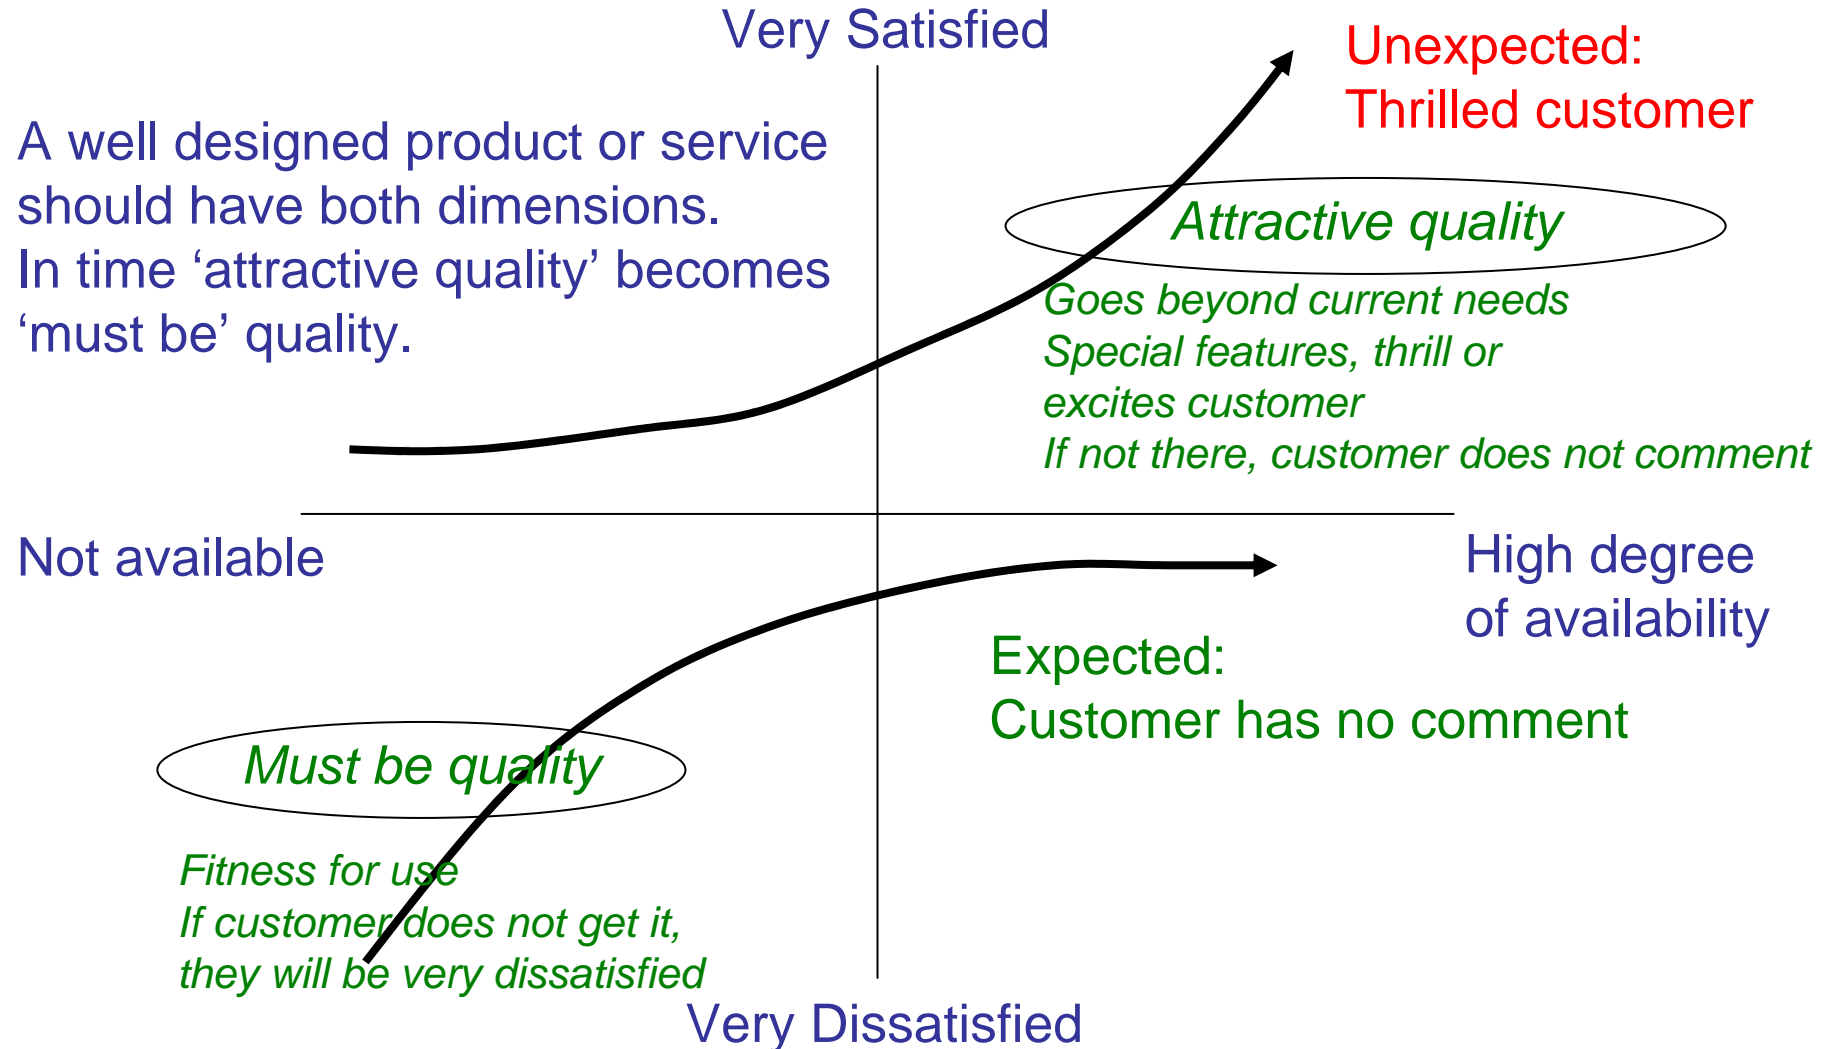 Very Satisfied
Unexpected:
Thrilled customer
A well designed product or service
should have both dimensions.
In time ‘attractive quality’ becomes
‘must be’ quality.
Attractive quality
Goes beyond current needs
Special features, thrill or
excites customer
If not there, customer does not comment
Not available
High degree
of availability
Expected:
Customer has no comment
Must be quality
Fitness for use
If customer does not get it,
they will be very dissatisfied
Very Dissatisfied